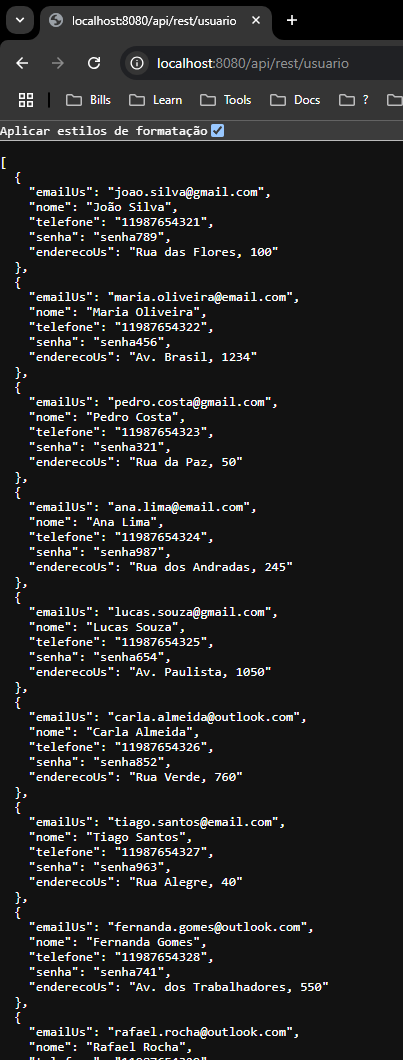 localhost:8080/api/rest/usuario
localhost:8080/api/rest/usuario
Bills Learn Tools Docs ?
Aplicar estilos de formatação
[
{
"emailUs": "joao.silva@gmail.com",
"nome": "João Silva",
"telefone": "11987654321",
"senha": "senha789",
"enderecoUs": "Rua das Flores, 100"
},
{
"emailUs": "maria.oliveira@email.com",
"nome": "Maria Oliveira",
"telefone": "11987654322",
"senha": "senha456",
"enderecoUs": "Av. Brasil, 1234"
},
{
"emailUs": "pedro.costa@gmail.com",
"nome": "Pedro Costa",
"telefone": "11987654323",
"senha": "senha321",
"enderecoUs": "Rua da Paz, 50"
},
{
"emailUs": "ana.lima@email.com",
"nome": "Ana Lima",
"telefone": "11987654324",
"senha": "senha987",
"enderecoUs": "Rua dos Andradas, 245"
},
{
"emailUs": "lucas.souza@gmail.com",
"nome": "Lucas Souza",
"telefone": "11987654325",
"senha": "senha654",
"enderecoUs": "Av. Paulista, 1050"
},
{
"emailUs": "carla.almeida@outlook.com",
"nome": "Carla Almeida",
"telefone": "11987654326",
"senha": "senha852",
"enderecoUs": "Rua Verde, 760"
},
{
"emailUs": "tiago.santos@email.com",
"nome": "Tiago Santos",
"telefone": "11987654327",
"senha": "senha963",
"enderecoUs": "Rua Alegre, 40"
},
{
"emailUs": "fernanda.gomes@outlook.com",
"nome": "Fernanda Gomes",
"telefone": "11987654328",
"senha": "senha741",
"enderecoUs": "Av. dos Trabalhadores, 550"
},
{
"emailUs": "rafael.rocha@outlook.com",
"nome": "Rafael Rocha",